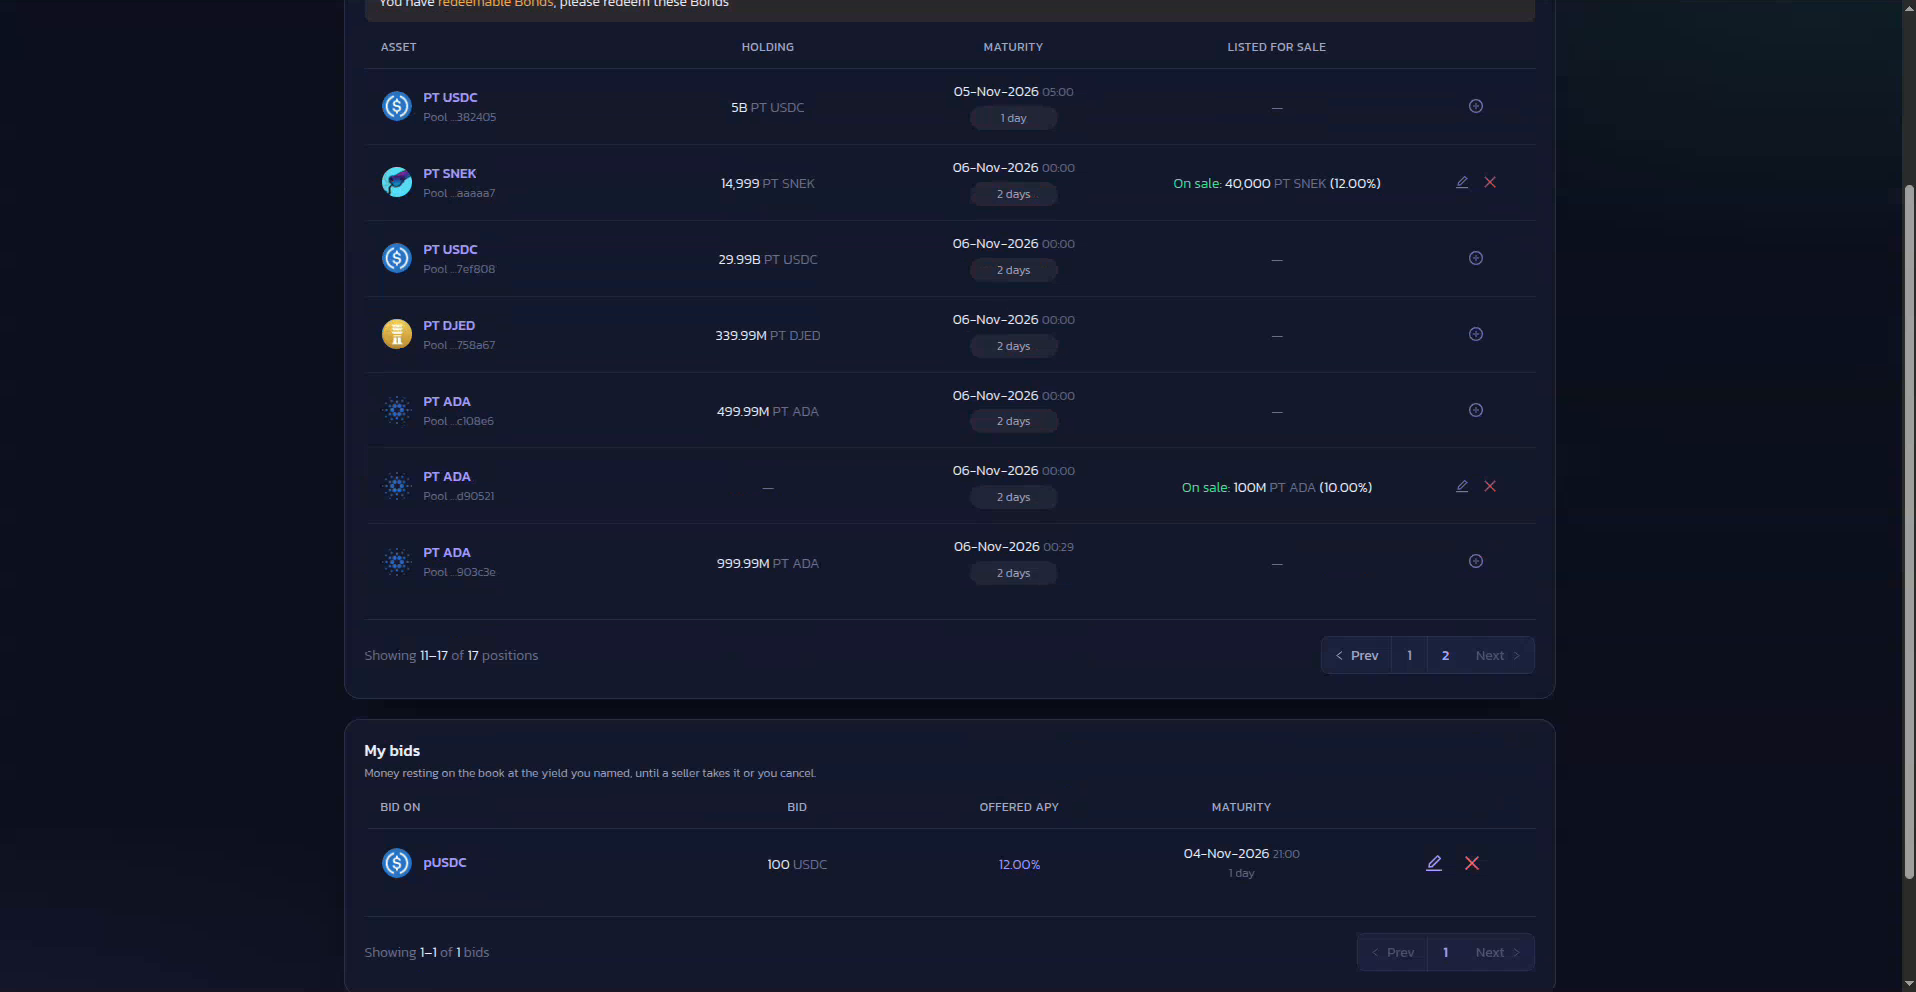 You have redeemable Bonds, please redeem these Bonds
ASSET HOLDING MATURITY LISTED FOR SALE
PT USDC
Pool ...382405
5B PT USDC
05-Nov-2026 05:00
1 day
—
PT SNEK
Pool ...aaaaa7
14,999 PT SNEK
06-Nov-2026 00:00
2 days
On sale: 40,000 PT SNEK (12.00%)
PT USDC
Pool ...7ef808
29.99B PT USDC
06-Nov-2026 00:00
2 days
—
PT DJED
Pool ...758a67
339.99M PT DJED
06-Nov-2026 00:00
2 days
—
PT ADA
Pool ...c108e6
499.99M PT ADA
06-Nov-2026 00:00
2 days
—
PT ADA
Pool ...d90521
—
06-Nov-2026 00:00
2 days
On sale: 100M PT ADA (10.00%)
PT ADA
Pool ...903c3e
999.99M PT ADA
06-Nov-2026 00:29
2 days
—
Showing 11–17 of 17 positions
< Prev 1 2 Next >
My bids
Money resting on the book at the yield you named, until a seller takes it or you cancel.
BID ON BID OFFERED APY MATURITY
pUSDC
100 USDC
12.00%
04-Nov-2026 21:00
1 day
Showing 1–1 of 1 bids
< Prev 1 Next >